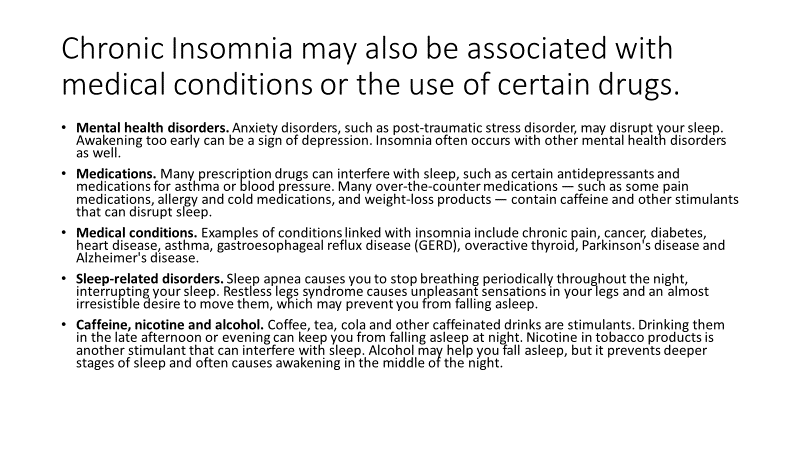 Chronic Insomnia may also be associated with
medical conditions or the use of certain drugs.
• Mental health disorders. Anxiety disorders, such as post-traumatic stress disorder, may disrupt your sleep.
Awakening too early can be a sign of depression. Insomnia often occurs with other mental health disorders
as well.
• Medications. Many prescription drugs can interfere with sleep, such as certain antidepressants and
medications for asthma or blood pressure. Many over-the-counter medications — such as some pain
medications, allergy and cold medications, and weight-loss products — contain caffeine and other stimulants
that can disrupt sleep.
• Medical conditions. Examples of conditions linked with insomnia include chronic pain, cancer, diabetes,
heart disease, asthma, gastroesophageal reflux disease (GERD), overactive thyroid, Parkinson's disease and
Alzheimer's disease.
• Sleep-related disorders. Sleep apnea causes you to stop breathing periodically throughout the night,
interrupting your sleep. Restless legs syndrome causes unpleasant sensations in your legs and an almost
irresistible desire to move them, which may prevent you from falling asleep.
• Caffeine, nicotine and alcohol. Coffee, tea, cola and other caffeinated drinks are stimulants. Drinking them
in the late afternoon or evening can keep you from falling asleep at night. Nicotine in tobacco products is
another stimulant that can interfere with sleep. Alcohol may help you fall asleep, but it prevents deeper
stages of sleep and often causes awakening in the middle of the night.